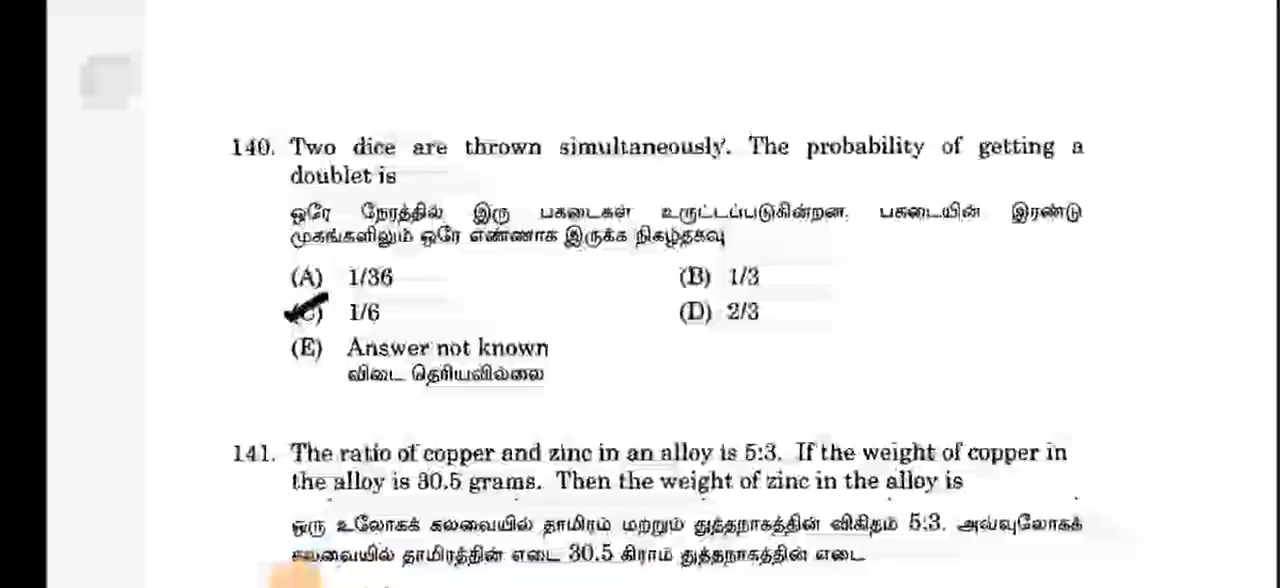 140. Two dice are thrown simultaneously. The probability of getting a
doublet is
ஒரே நேரத்தில் இரு பகடைகள் உருட்டப்படுகின்றன. பகடையின் இரண்டு
முகங்களிலும் ஒரே எண்ணாக இருக்க நிகழ்தகவு
(A) 1/36 (B) 1/3
(C) 1/6 (D) 2/3
(E) Answer not known
விடை தெரியவில்லை
141. The ratio of copper and zinc in an alloy is 5:3. If the weight of copper in
the alloy is 30.5 grams. Then the weight of zinc in the alloy is
ஒரு உலோகக் கலவையில் தாமிரம் மற்றும் துத்தநாகத்தின் விகிதம் 5:3. அவ்வுலோகக்
கலவையில் தாமிரத்தின் எடை 30.5 கிராம் துத்தநாகத்தின் எடை